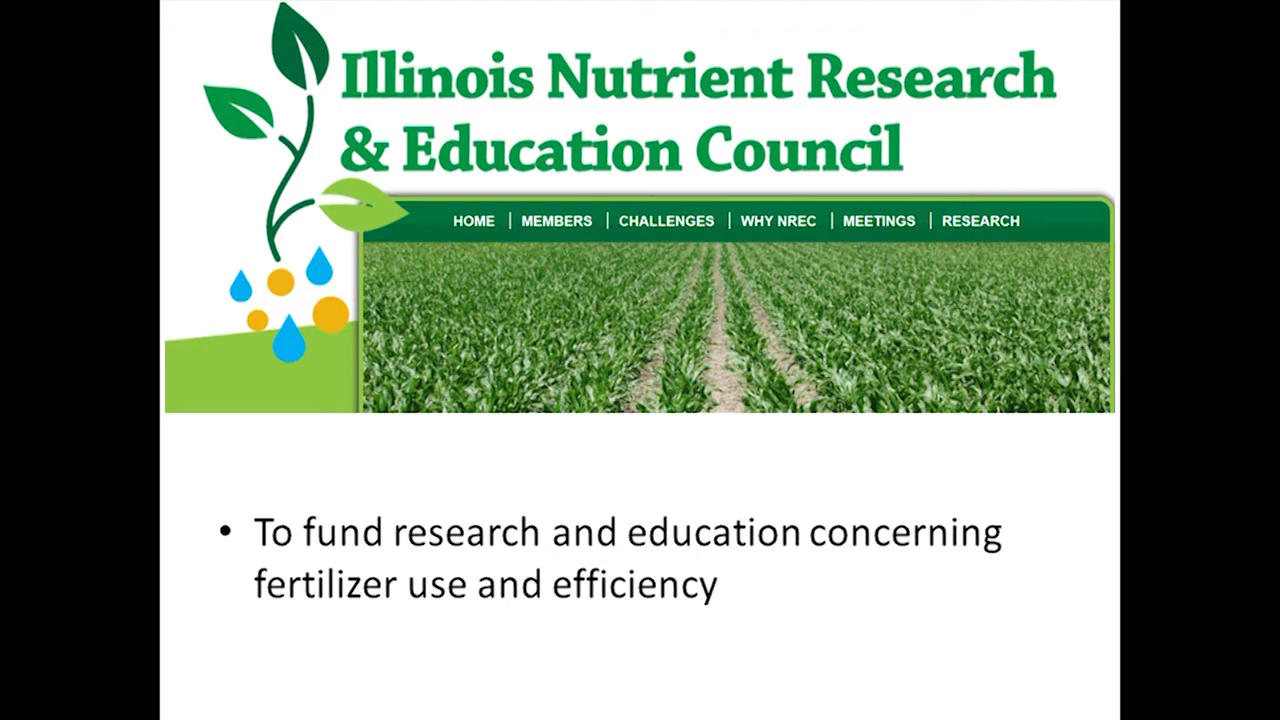 Illinois Nutrient Research
& Education Council
HOME | MEMBERS | CHALLENGES | WHY NREC | MEETINGS | RESEARCH
• To fund research and education concerning
fertilizer use and efficiency